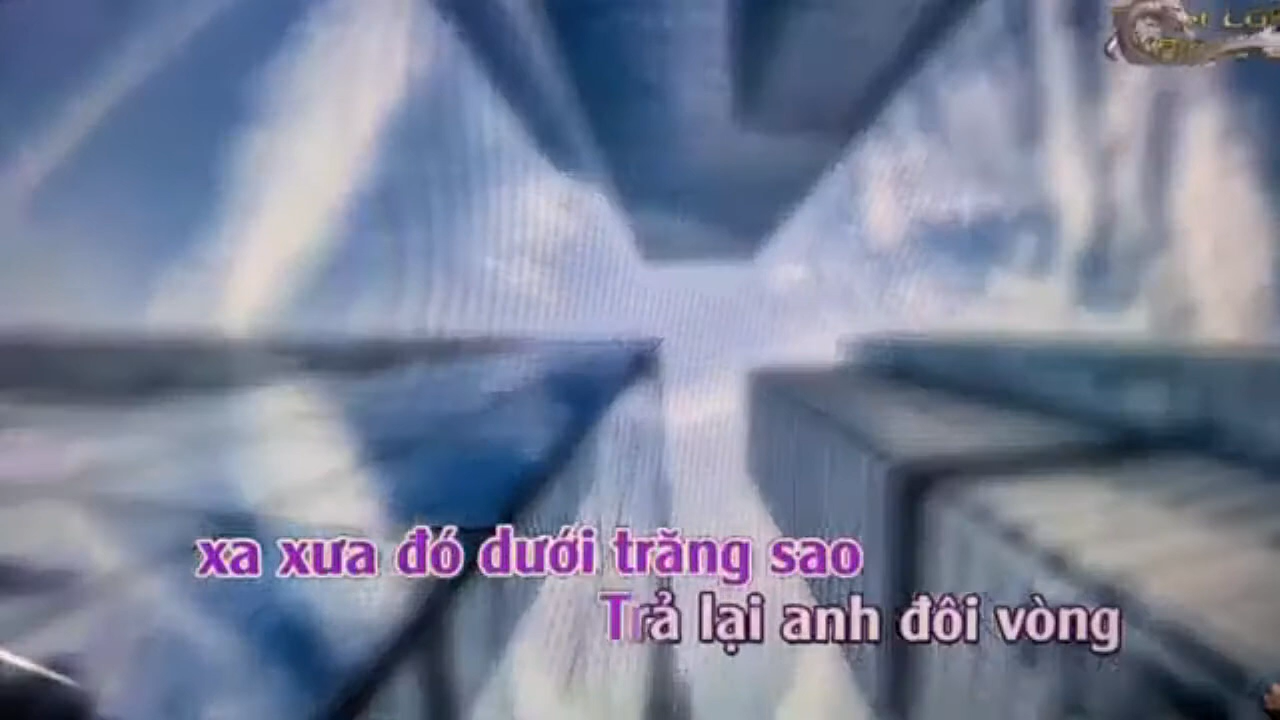 xa xưa đó dưới trăng sao
Trả lại anh đôi vòng